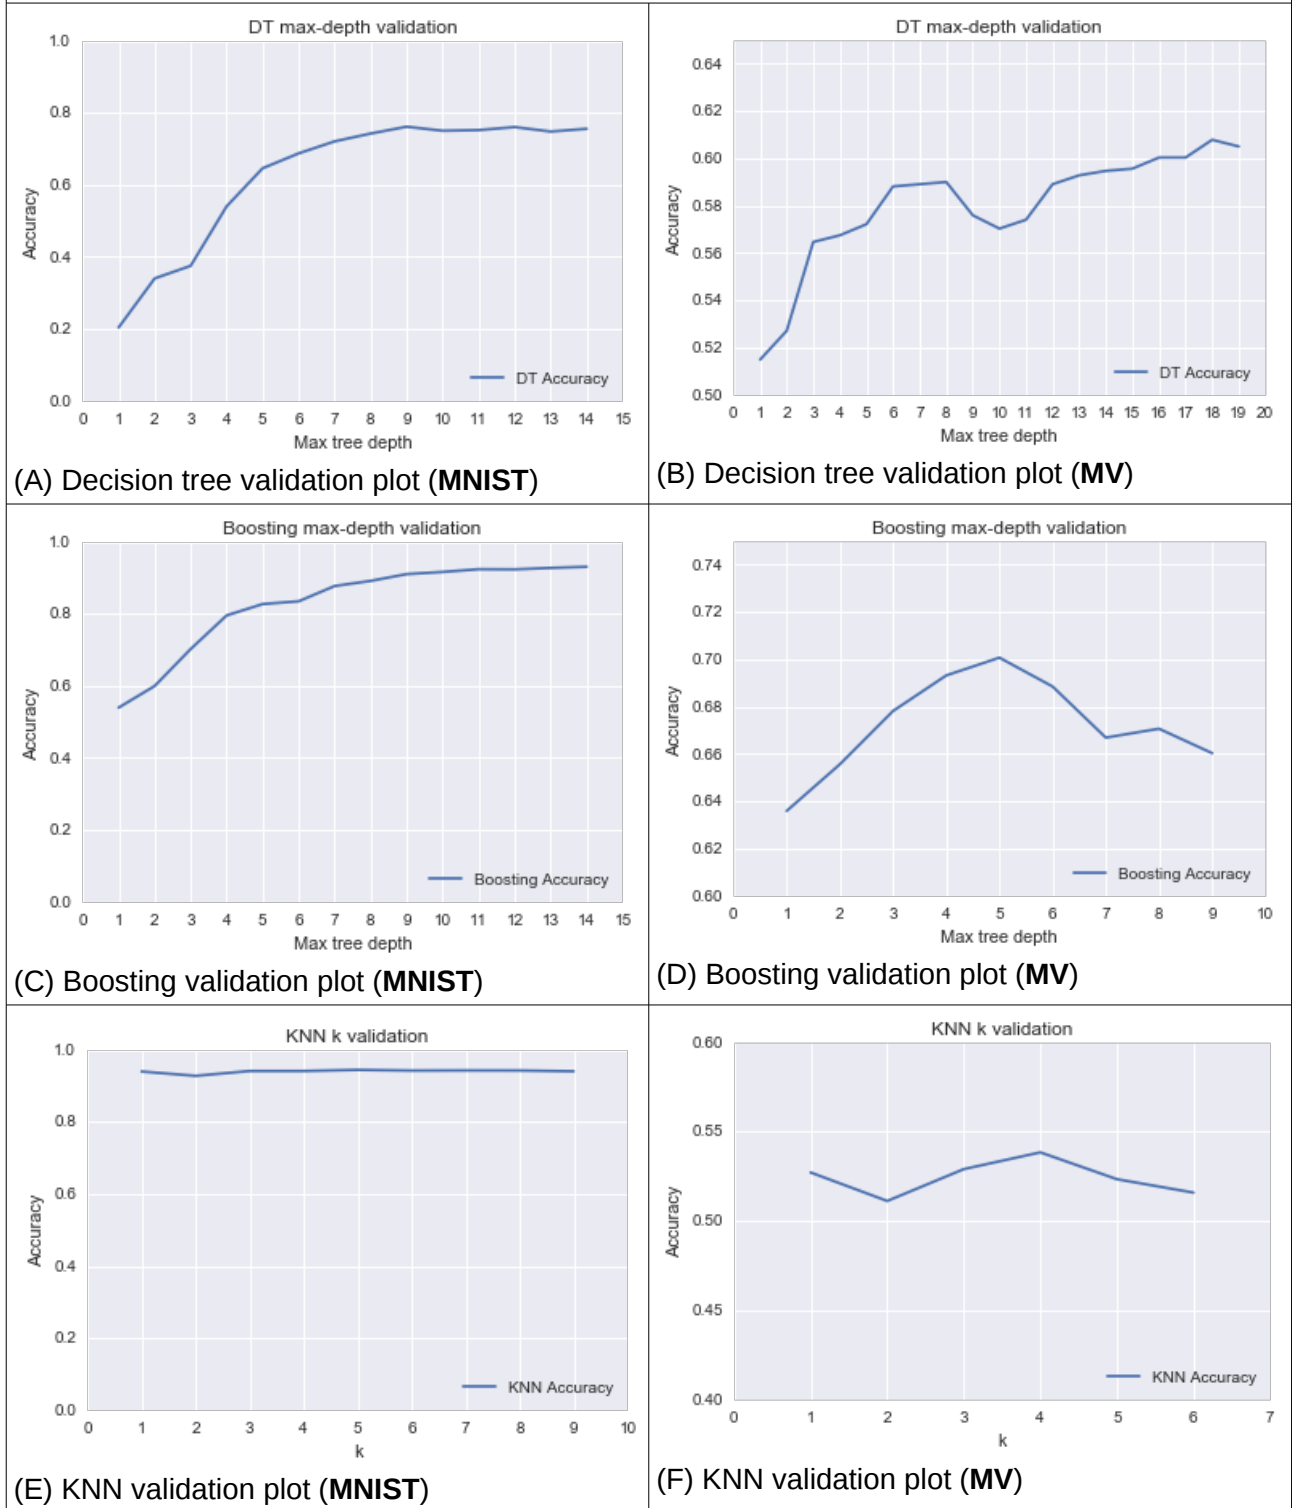 DT max-depth validation
1.0
0.8
0.6
0.4
0.2
0.0
Accuracy
DT Accuracy
0 1 2 3 4 5 6 7 8 9 10 11 12 13 14 15
Max tree depth
(A) Decision tree validation plot (MNIST)
DT max-depth validation
0.64
0.62
0.60
0.58
0.56
0.54
0.52
0.50
Accuracy
DT Accuracy
0 1 2 3 4 5 6 7 8 9 10 11 12 13 14 15 16 17 18 19 20
Max tree depth
(B) Decision tree validation plot (MV)
Boosting max-depth validation
1.0
0.8
0.6
0.4
0.2
0.0
Accuracy
Boosting Accuracy
0 1 2 3 4 5 6 7 8 9 10 11 12 13 14 15
Max tree depth
(C) Boosting validation plot (MNIST)
Boosting max-depth validation
0.74
0.72
0.70
0.68
0.66
0.64
0.62
0.60
Accuracy
Boosting Accuracy
0 1 2 3 4 5 6 7 8 9 10
Max tree depth
(D) Boosting validation plot (MV)
KNN k validation
1.0
0.8
0.6
0.4
0.2
0.0
Accuracy
KNN Accuracy
0 1 2 3 4 5 6 7 8 9 10
k
(E) KNN validation plot (MNIST)
KNN k validation
0.60
0.55
0.50
0.45
0.40
Accuracy
KNN Accuracy
0 1 2 3 4 5 6 7
k
(F) KNN validation plot (MV)